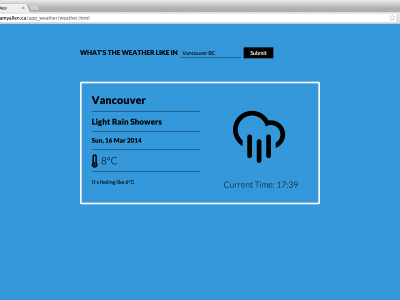 App
amyallen.ca/app_weather/weather.html
WHAT'S THE WEATHER LIKE IN Vancouver BC Submit
Vancouver
Light Rain Showers
Sun, 16 Mar 2014
8°C
It's feeling like 6°C
Current Time: 17:39